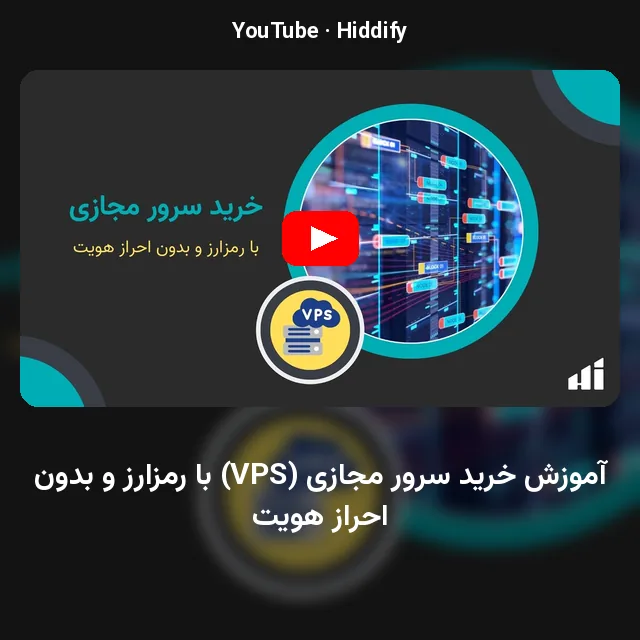 YouTube · Hiddify
خرید سرور مجازی
با رمزارز و بدون احراز هویت
VPS
آموزش خرید سرور مجازی (VPS) با رمزارز و بدون
احراز هویت